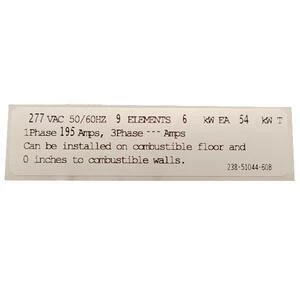 277 VAC 50/60HZ 9 ELEMENTS 6 kW EA 54 kW T
1Phase 195 Amps, 3Phase --- Amps
Can be installed on combustible floor and
0 inches to combustible walls.
238-51044-60B